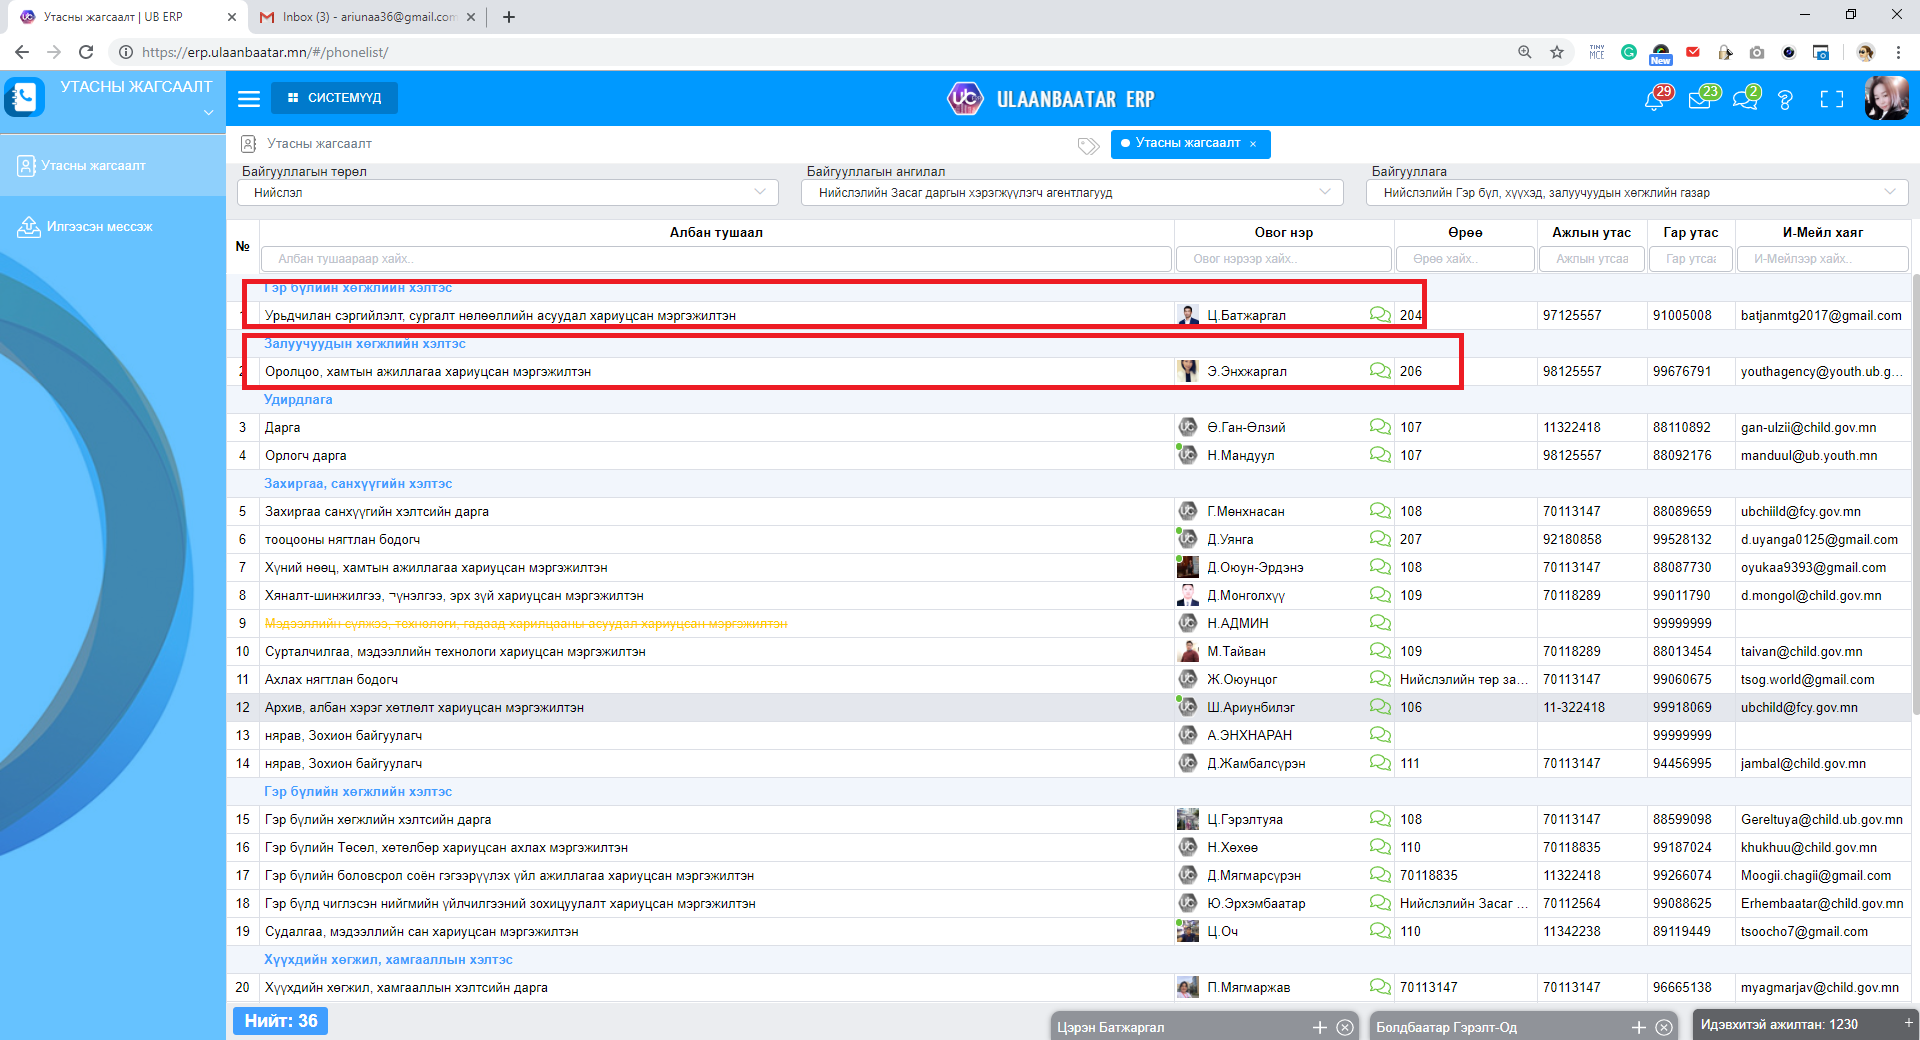 Утасны жагсаалт | UB ERP
Inbox (3) - ariunaa36@gmail.com
https://erp.ulaanbaatar.mn/#/phonelist/
TINY MCE
New
УТАСНЫ ЖАГСААЛТ
СИСТЕМҮҮД
ULAANBAATAR ERP
29 23 2
Утасны жагсаалт
Илгээсэн мессэж
Утасны жагсаалт
Утасны жагсаалт ×
Байгууллагын төрөл Байгууллагын ангилал Байгууллага
Нийслэл Нийслэлийн Засаг даргын хэрэгжүүлэгч агентлагууд Нийслэлийн Гэр бүл, хүүхэд, залуучуудын хөгжлийн газар
№ Албан тушаал Овог нэр Өрөө Ажлын утас Гар утас И-Мейл хаяг
Албан тушаараар хайх.. Овог нэрээр хайх.. Өрөө хайх.. Ажлын утсаа Гар утсаа И-Мейлээр хайх..
Гэр бүлийн хөгжлийн хэлтэс
Урьдчилан сэргийлэлт, сургалт нөлөөллийн асуудал хариуцсан мэргэжилтэн Ц.Батжаргал 204 97125557 91005008 batjanmtg2017@gmail.com
Залуучуудын хөгжлийн хэлтэс
2 Оролцоо, хамтын ажиллагаа хариуцсан мэргэжилтэн Э.Энхжаргал 206 98125557 99676791 youthagency@youth.ub.g...
Удирдлага
3 Дарга Ө.Ган-Өлзий 107 11322418 88110892 gan-ulzii@child.gov.mn
4 Орлогч дарга Н.Мандуул 107 98125557 88092176 manduul@ub.youth.mn
Захиргаа, санхүүгийн хэлтэс
5 Захиргаа санхүүгийн хэлтсийн дарга Г.Мөнхнасан 108 70113147 88089659 ubchiild@fcy.gov.mn
6 тооцооны нягтлан бодогч Д.Уянга 207 92180858 99528132 d.uyanga0125@gmail.com
7 Хүний нөөц, хамтын ажиллагаа хариуцсан мэргэжилтэн Д.Оюун-Эрдэнэ 108 70113147 88087730 oyukaa9393@gmail.com
8 Хяналт-шинжилгээ, ¬үнэлгээ, эрх зүй хариуцсан мэргэжилтэн Д.Монголхүү 109 70118289 99011790 d.mongol@child.gov.mn
9 Мэдээллийн сүлжээ, технологи, гадаад харилцааны асуудал хариуцсан мэргэжилтэн Н.АДМИН 99999999
10 Сурталчилгаа, мэдээллийн технологи хариуцсан мэргэжилтэн М.Тайван 109 70118289 88013454 taivan@child.gov.mn
11 Ахлах нягтлан бодогч Ж.Оюунцог Нийслэлийн төр за... 70113147 99060675 tsog.world@gmail.com
12 Архив, албан хэрэг хөтлөлт хариуцсан мэргэжилтэн Ш.Ариунбилэг 106 11-322418 99918069 ubchild@fcy.gov.mn
13 нярав, Зохион байгуулагч А.ЭНХНАРАН 99999999
14 нярав, Зохион байгуулагч Д.Жамбалсүрэн 111 70113147 94456995 jambal@child.gov.mn
Гэр бүлийн хөгжлийн хэлтэс
15 Гэр бүлийн хөгжлийн хэлтсийн дарга Ц.Гэрэлтуяа 108 70113147 88599098 Gereltuya@child.ub.gov.mn
16 Гэр бүлийн Төсөл, хөтөлбөр хариуцсан ахлах мэргэжилтэн Н.Хөхөө 110 70118835 99187024 khukhuu@child.gov.mn
17 Гэр бүлийн боловсрол соён гэгээрүүлэх үйл ажиллагаа хариуцсан мэргэжилтэн Д.Мягмарсүрэн 70118835 11322418 99266074 Moogii.chagii@gmail.com
18 Гэр бүлд чиглэсэн нийгмийн үйлчилгээний зохицуулалт хариуцсан мэргэжилтэн Ю.Эрхэмбаатар Нийслэлийн Засаг ... 70112564 99088625 Erhembaatar@child.gov.mn
19 Судалгаа, мэдээллийн сан хариуцсан мэргэжилтэн Ц.Оч 110 11342238 89119449 tsoocho7@gmail.com
Хүүхдийн хөгжил, хамгааллын хэлтэс
20 Хүүхдийн хөгжил, хамгааллын хэлтсийн дарга П.Мягмаржав 70113147 70113147 96665138 myagmarjav@child.gov.mn
Нийт: 36
Цэрэн Батжаргал
Болдбаатар Гэрэлт-Од
Идэвхитэй ажилтан: 1230